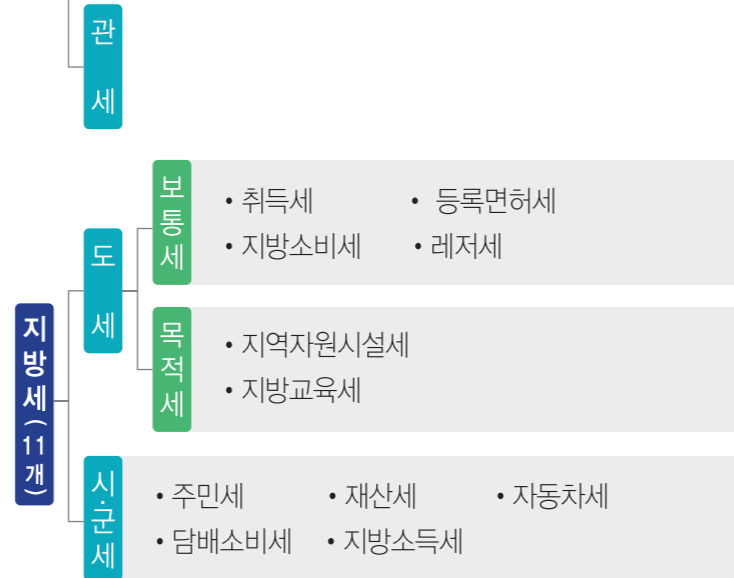 관세
보통세
• 취득세 • 등록면허세
• 지방소비세 • 레저세
도세
목적세
• 지역자원시설세
• 지방교육세
지방세(11개)
시·군세
• 주민세 • 재산세 • 자동차세
• 담배소비세 • 지방소득세